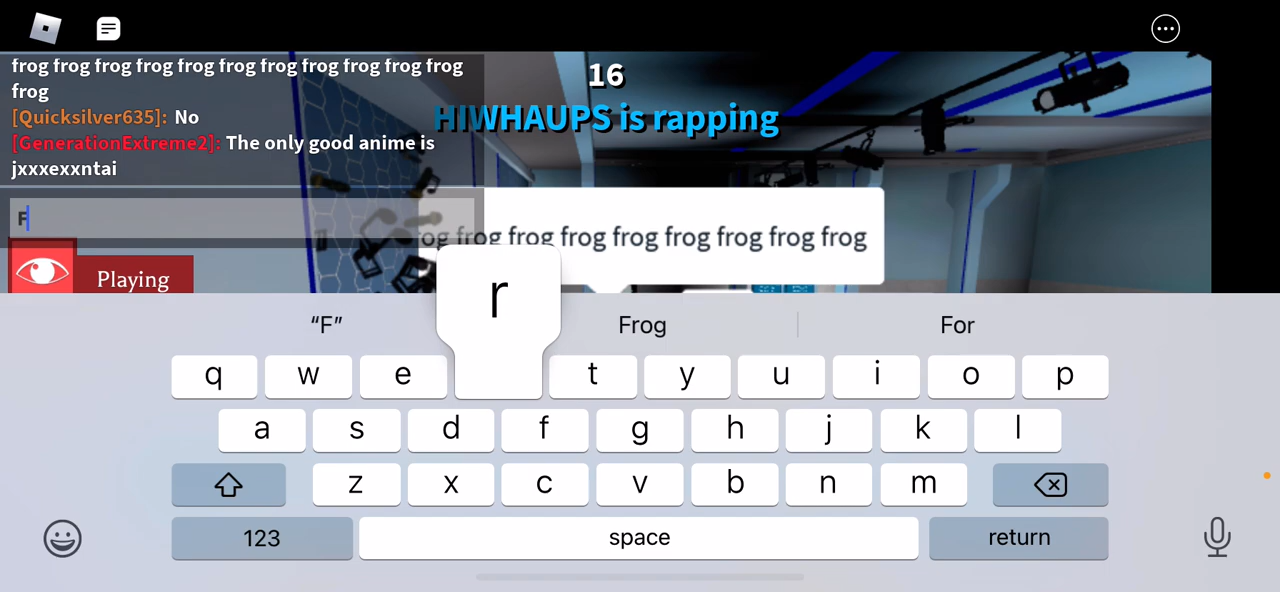 frog frog frog frog frog frog frog frog frog frog frog
frog
[Quicksilver635]: No
[GenerationExtreme2]: The only good anime is
jxxxexxntai
16
HIWHAUPS is rapping
F
og frog frog frog frog frog frog frog frog
Playing
"F"
Frog
For
r
q w e t y u i o p
a s d f g h j k l
z x c v b n m
123 space return